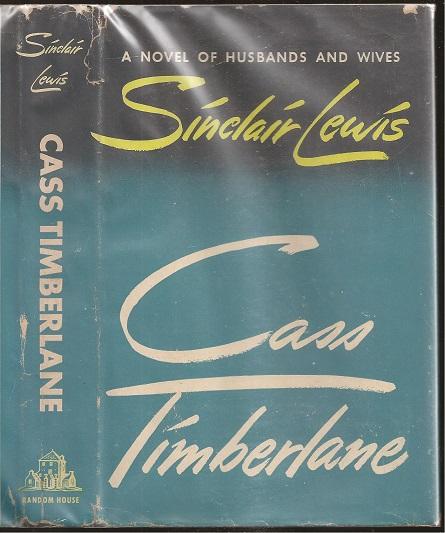 Sinclair
Lewis
CASS TIMBERLANE
RANDOM HOUSE
A NOVEL OF HUSBANDS AND WIVES
Sinclair Lewis
Cass
Timberlane